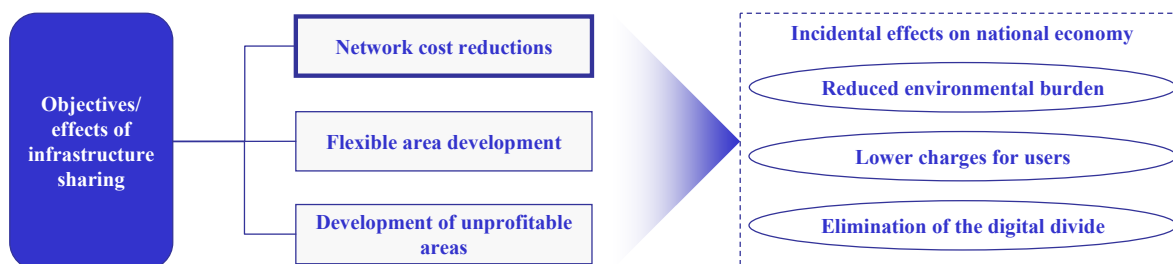 Objectives/
effects of
infrastructure
sharing
Network cost reductions
Flexible area development
Development of unprofitable
areas
Incidental effects on national economy
Reduced environmental burden
Lower charges for users
Elimination of the digital divide